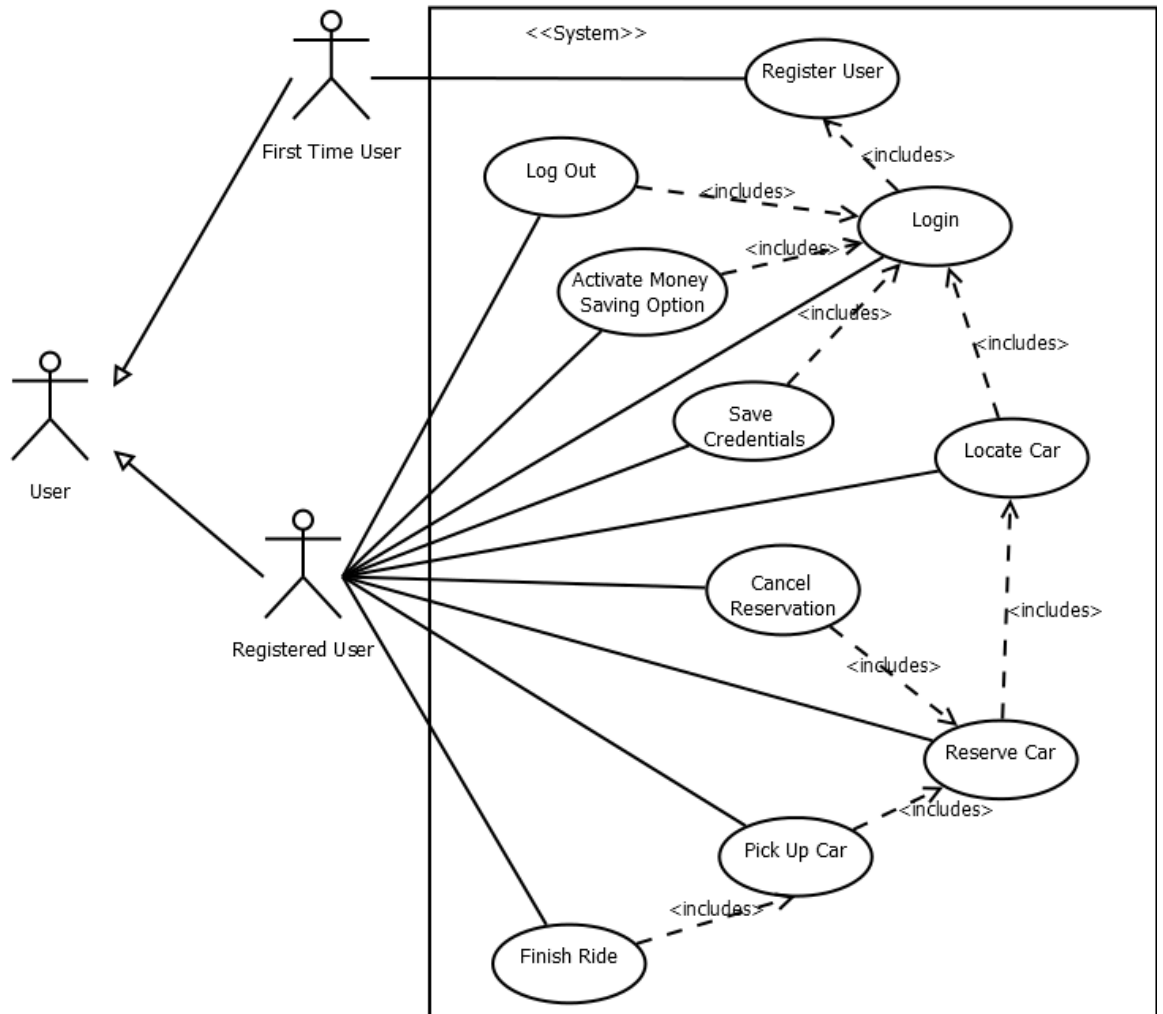 <<System>>
Register User
First Time User
<includes>
Log Out
<includes>
Login
<includes>
Activate Money
Saving Option
<includes>
<includes>
Save
Credentials
Locate Car
User
Cancel
Reservation
<includes>
Registered User
<includes>
Reserve Car
<includes>
Pick Up Car
<includes>
Finish Ride